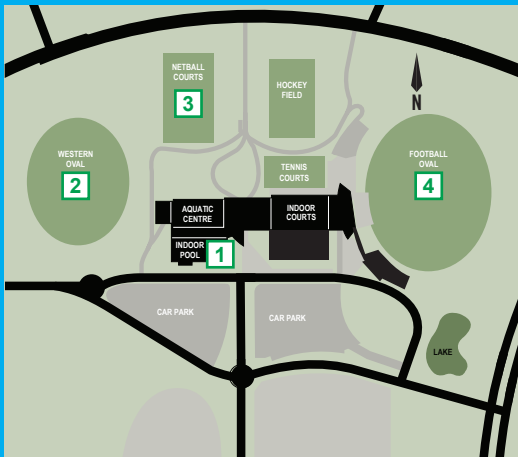 NETBALL
COURTS
3
HOCKEY
FIELD
N
WESTERN
OVAL
2
TENNIS
COURTS
FOOTBALL
OVAL
4
AQUATIC
CENTRE
INDOOR
COURTS
INDOOR
POOL
1
CAR PARK
CAR PARK
LAKE